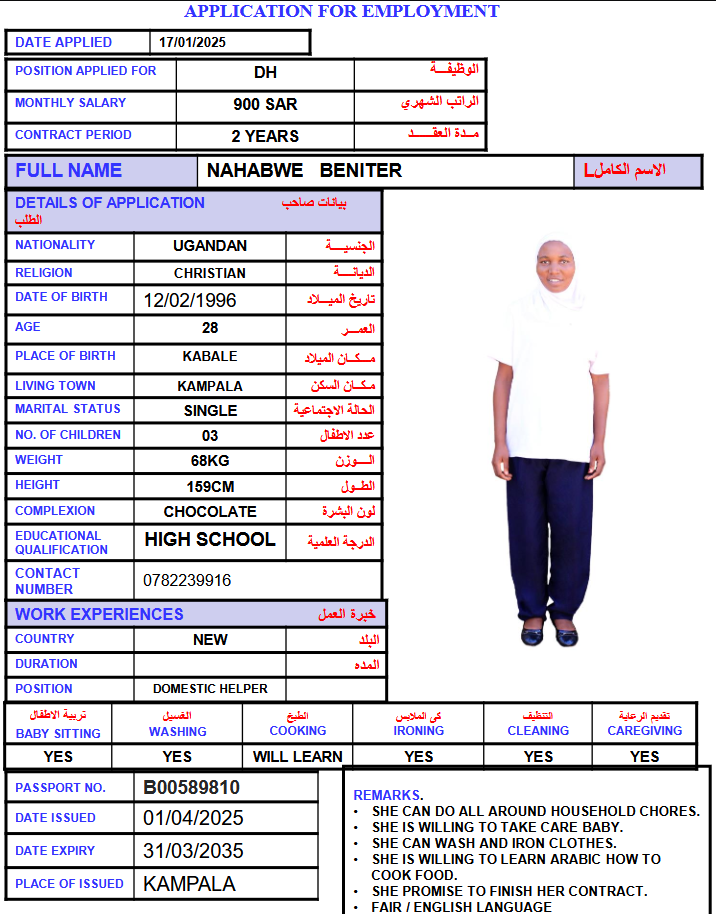 APPLICATION FOR EMPLOYMENT
DATE APPLIED 17/01/2025
POSITION APPLIED FOR DH الوظيفـــة
MONTHLY SALARY 900 SAR الراتب الشهري
CONTRACT PERIOD 2 YEARS مــدة العقــــد
FULL NAME NAHABWE BENITER الاسم الكاملL
DETAILS OF APPLICATION بيانات صاحب
الطلب
NATIONALITY UGANDAN الجنسيـــة
RELIGION CHRISTIAN الديانــــة
DATE OF BIRTH 12/02/1996 تاريخ الميـــلاد
AGE 28 العمـــر
PLACE OF BIRTH KABALE مـــكــان الميلاد
LIVING TOWN KAMPALA مكــان السكن
MARITAL STATUS SINGLE الحالة الاجتماعية
NO. OF CHILDREN 03 عدد الاطفال
WEIGHT 68KG الـــوزن
HEIGHT 159CM الطــول
COMPLEXION CHOCOLATE لون البشرة
EDUCATIONAL QUALIFICATION HIGH SCHOOL الدرجة العلمية
CONTACT NUMBER 0782239916
WORK EXPERIENCES خبرة العمل
COUNTRY NEW البلد
DURATION المده
POSITION DOMESTIC HELPER
تربية الاطفال الغسيل الطبخ كي الملابس التنظيف تقديم الرعاية
BABY SITTING WASHING COOKING IRONING CLEANING CAREGIVING
YES YES WILL LEARN YES YES YES
PASSPORT NO. B00589810
DATE ISSUED 01/04/2025
DATE EXPIRY 31/03/2035
PLACE OF ISSUED KAMPALA
REMARKS.
• SHE CAN DO ALL AROUND HOUSEHOLD CHORES.
• SHE IS WILLING TO TAKE CARE BABY.
• SHE CAN WASH AND IRON CLOTHES.
• SHE IS WILLING TO LEARN ARABIC HOW TO
COOK FOOD.
• SHE PROMISE TO FINISH HER CONTRACT.
• FAIR / ENGLISH LANGUAGE